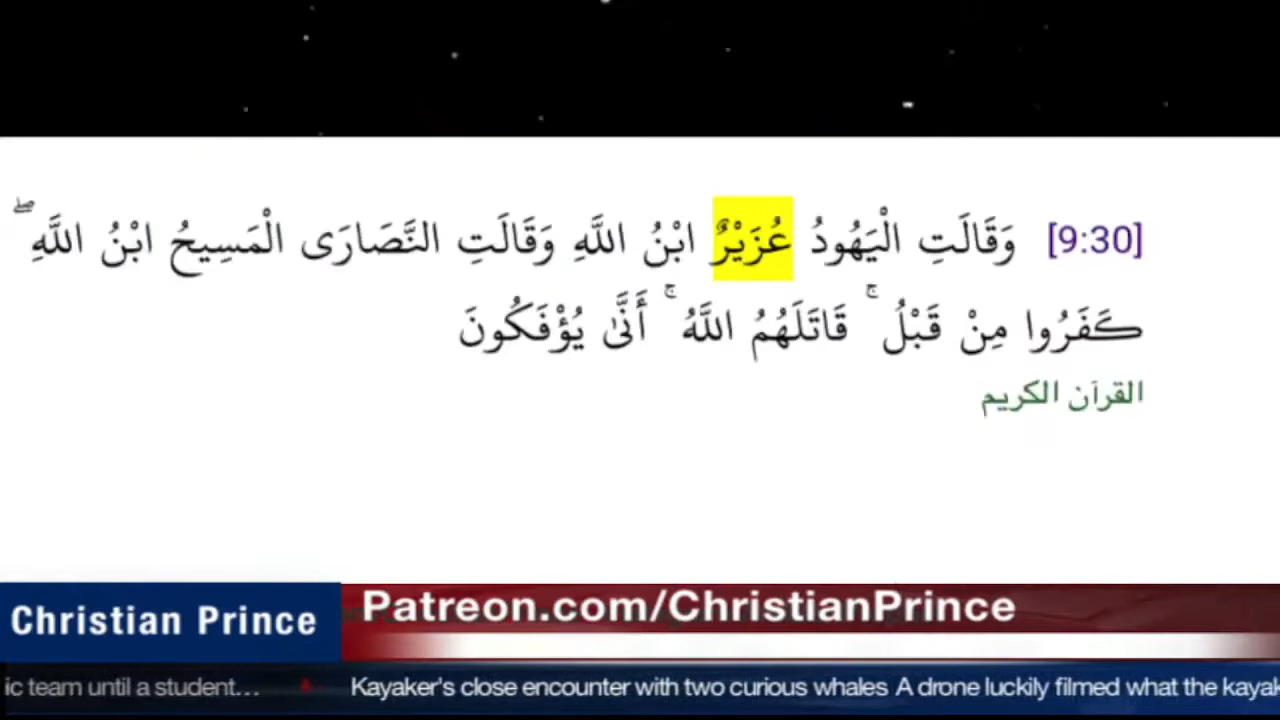 [9:30] وَقَالَتِ الْيَهُودُ عُزَيْرٌ ابْنُ اللَّهِ وَقَالَتِ النَّصَارَى الْمَسِيحُ ابْنُ اللَّهِ ۖ
كَفَرُوا مِنْ قَبْلُ ۚ قَاتَلَهُمُ اللَّهُ ۚ أَنَّىٰ يُؤْفَكُونَ
القرآن الكريم
Christian Prince
Patreon.com/ChristianPrince
ic team until a student... Kayaker's close encounter with two curious whales A drone luckily filmed what the kayak